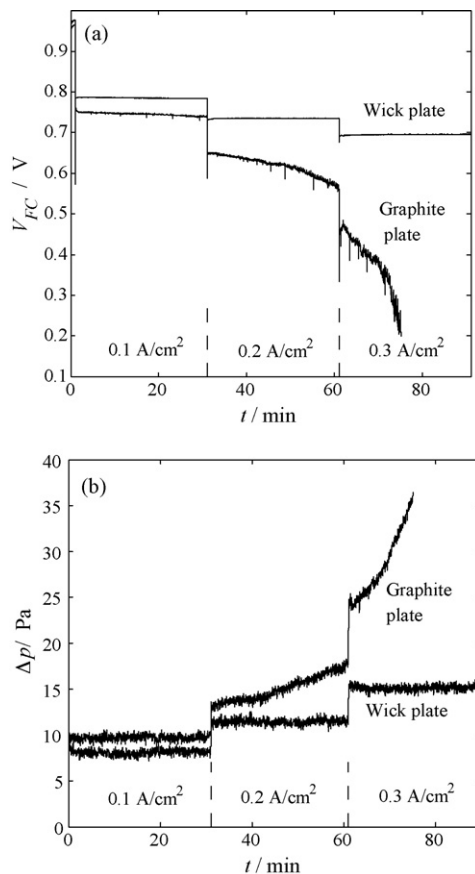 (a)
0.9
0.8
0.7
0.6
0.5
0.4
0.3
0.2
0.1
V_FC / V
Wick plate
Graphite
plate
0.1 A/cm² 0.2 A/cm² 0.3 A/cm²
0 20 40 60 80
t / min
(b)
40
35
30
25
20
15
10
5
0
Δp/ Pa
Graphite
plate
Wick plate
0.1 A/cm² 0.2 A/cm² 0.3 A/cm²
0 20 40 60 80
t / min